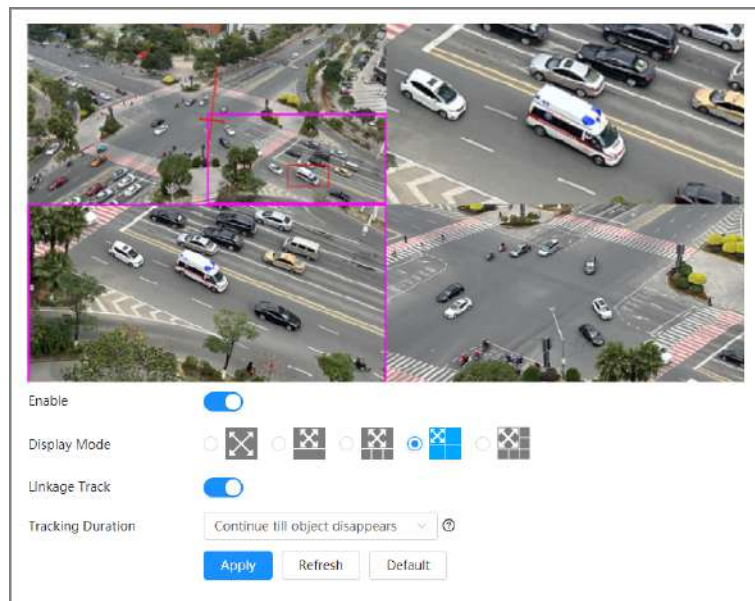 Enable
Display Mode
Linkage Track
Tracking Duration
Continue till object disappears
Apply
Refresh
Default